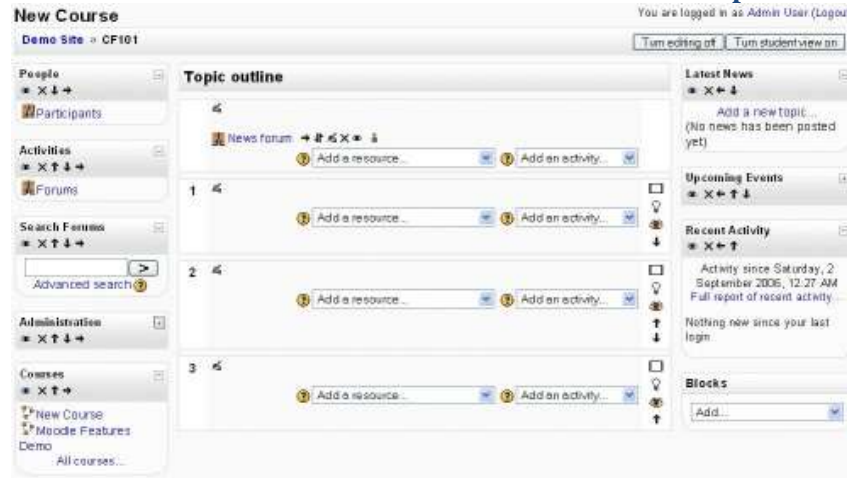 New Course
You are logged in as Admin User (Logou
Demo Site » CF101
Turn editing off
Turn student view on
People
Participants
Activities
Forums
Search Forums
>
Advanced search
Administration
Courses
New Course
Moodle Features
Demo
All courses...
Topic outline
News forum
Add a resource...
Add an activity...
1
Add a resource...
Add an activity...
2
Add a resource...
Add an activity...
3
Add a resource...
Add an activity...
Latest News
Add a new topic...
(No news has been posted
yet)
Upcoming Events
Recent Activity
Activity since Saturday, 2
September 2006, 12:27 AM
Full report of recent activity...
Nothing new since your last
login
Blocks
Add...